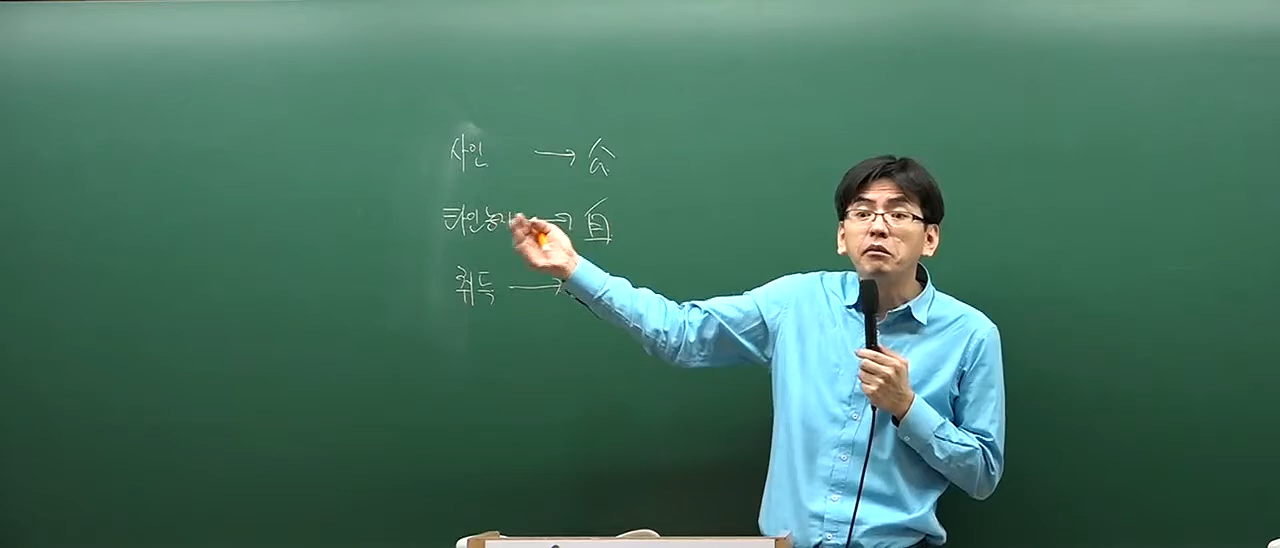 사인 → 公
타인농지 → 自
취득 →